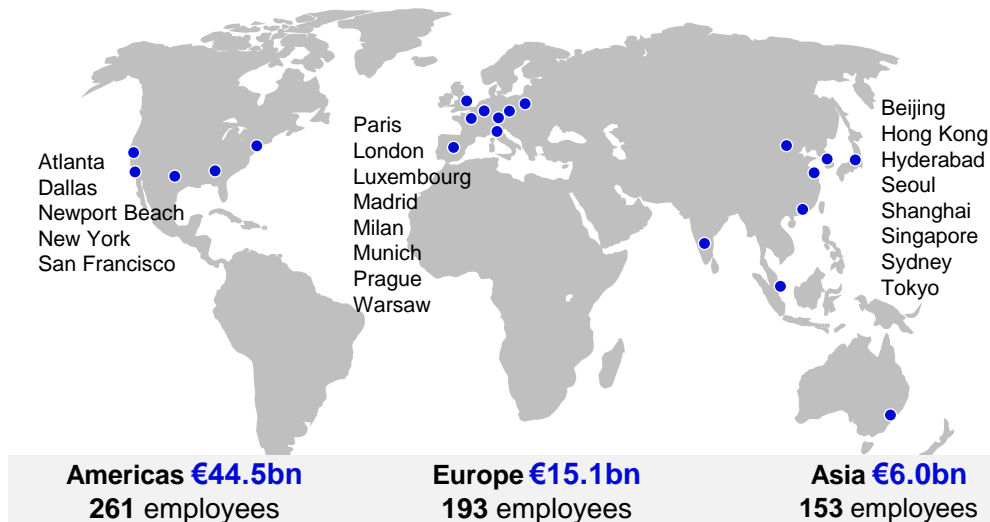 Atlanta
Dallas
Newport Beach
New York
San Francisco
Paris
London
Luxembourg
Madrid
Milan
Munich
Prague
Warsaw
Beijing
Hong Kong
Hyderabad
Seoul
Shanghai
Singapore
Sydney
Tokyo
Americas €44.5bn
261 employees
Europe €15.1bn
193 employees
Asia €6.0bn
153 employees